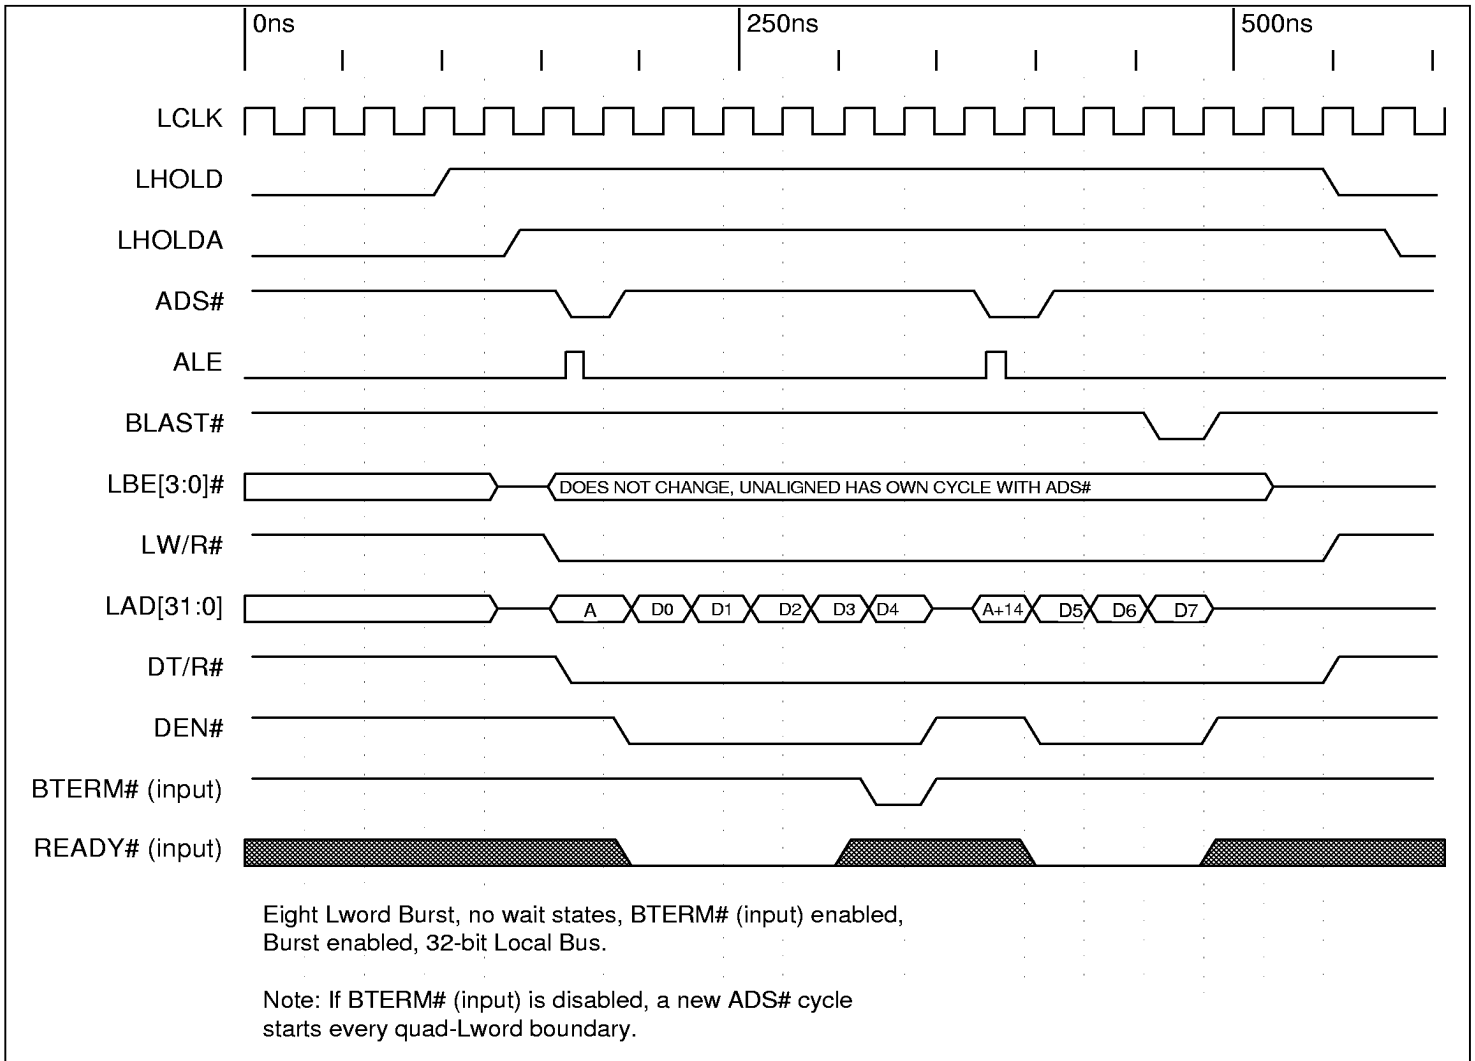 0ns 250ns 500ns
LCLK
LHOLD
LHOLDA
ADS#
ALE
BLAST#
LBE[3:0]# DOES NOT CHANGE, UNALIGNED HAS OWN CYCLE WITH ADS#
LW/R#
LAD[31:0] A D0 D1 D2 D3 D4 A+14 D5 D6 D7
DT/R#
DEN#
BTERM# (input)
READY# (input)
Eight Lword Burst, no wait states, BTERM# (input) enabled,
Burst enabled, 32-bit Local Bus.
Note: If BTERM# (input) is disabled, a new ADS# cycle
starts every quad-Lword boundary.